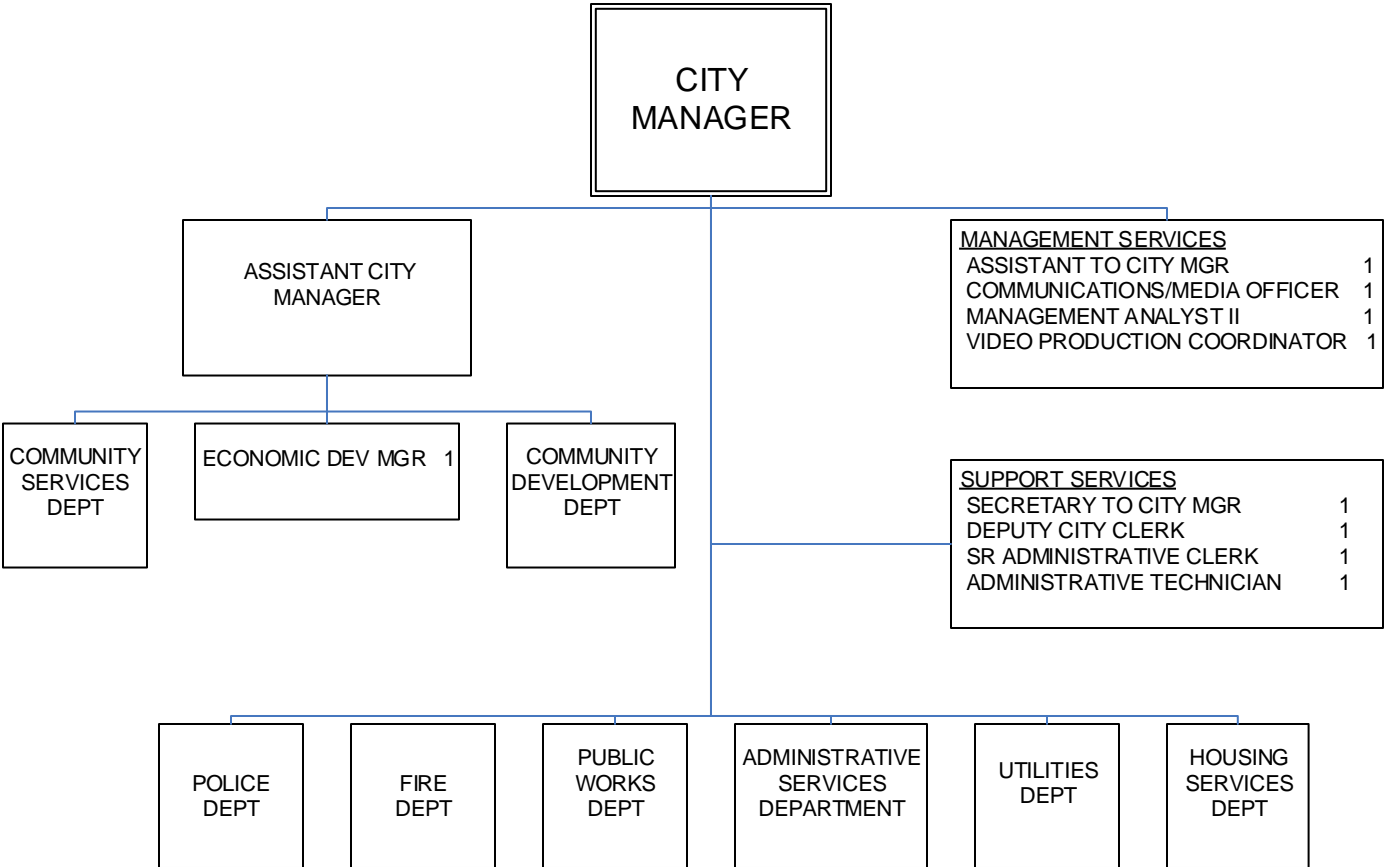 CITY
MANAGER
ASSISTANT CITY
MANAGER
MANAGEMENT SERVICES
ASSISTANT TO CITY MGR 1
COMMUNICATIONS/MEDIA OFFICER 1
MANAGEMENT ANALYST II 1
VIDEO PRODUCTION COORDINATOR 1
COMMUNITY
SERVICES
DEPT
ECONOMIC DEV MGR 1
COMMUNITY
DEVELOPMENT
DEPT
SUPPORT SERVICES
SECRETARY TO CITY MGR 1
DEPUTY CITY CLERK 1
SR ADMINISTRATIVE CLERK 1
ADMINISTRATIVE TECHNICIAN 1
POLICE
DEPT
FIRE
DEPT
PUBLIC
WORKS
DEPT
ADMINISTRATIVE
SERVICES
DEPARTMENT
UTILITIES
DEPT
HOUSING
SERVICES
DEPT